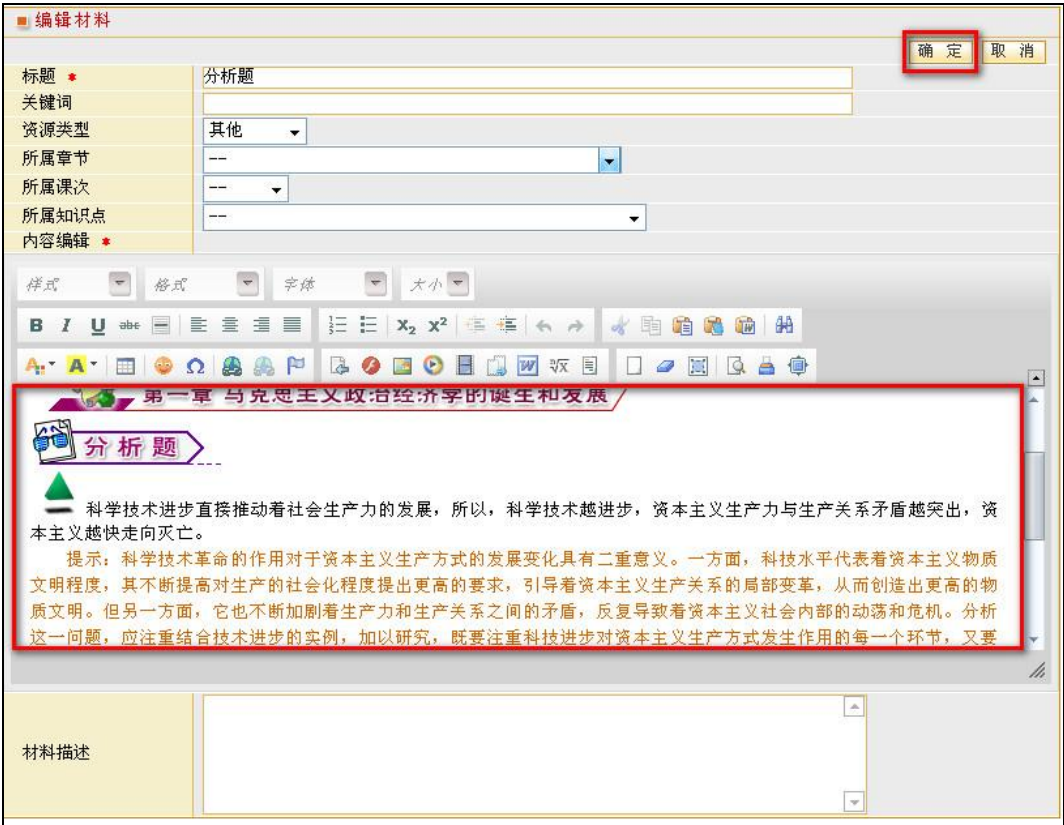 编辑材料
确 定 取 消
标题 * 分析题
关键词
资源类型 其他
所属章节 --
所属课次 --
所属知识点 --
内容编辑 *
样式 格式 字体 大小
B I U abc X₂ X²
A A Ω W √x
第一章 马克思主义政治经济学的诞生和发展
分析题
科学技术进步直接推动着社会生产力的发展，所以，科学技术越进步，资本主义生产力与生产关系矛盾越突出，资
本主义越快走向灭亡。
提示：科学技术革命的作用对于资本主义生产方式的发展变化具有二重意义。一方面，科技水平代表着资本主义物质
文明程度，其不断提高对生产的社会化程度提出更高的要求，引导着资本主义生产关系的局部变革，从而创造出更高的物
质文明。但另一方面，它也不断加剧着生产力和生产关系之间的矛盾，反复导致着资本主义社会内部的动荡和危机。分析
这一问题，应注重结合技术进步的实例，加以研究，既要注重科技进步对资本主义生产方式发生作用的每一个环节，又要
材料描述